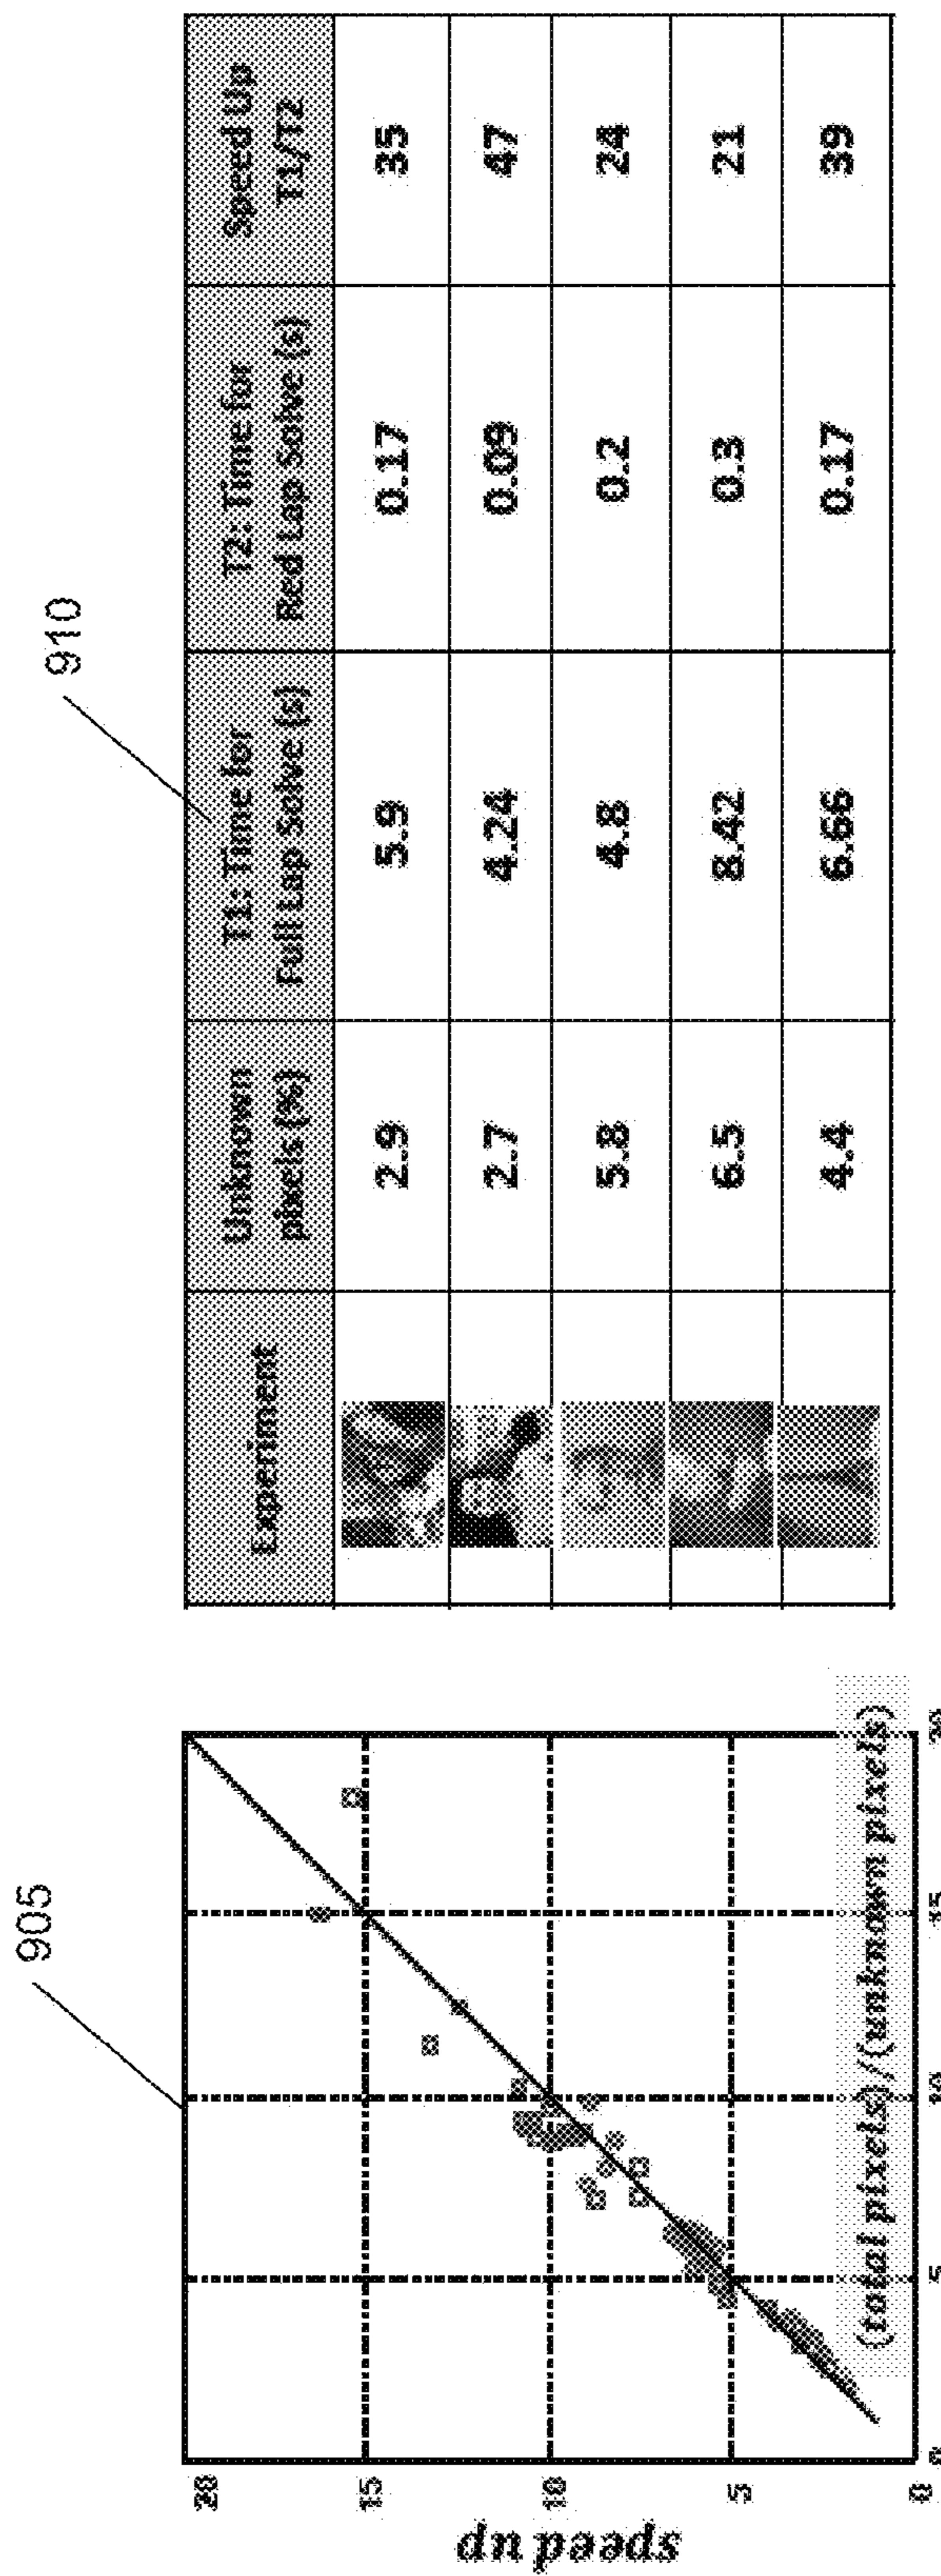 905
speed up
20
15
10
5
0
0
5
10
15
20
(total pixels)/(unknown pixels)
910
Experiment
Unknown
pixels (%)
T1: Time for
Full Lap Solve (s)
T2: Time for
Red Lap Solve (s)
Speed Up
T1/T2
2.9
5.9
0.17
35
2.7
4.24
0.09
47
5.8
4.8
0.2
24
6.5
8.42
0.3
21
4.4
6.66
0.17
39